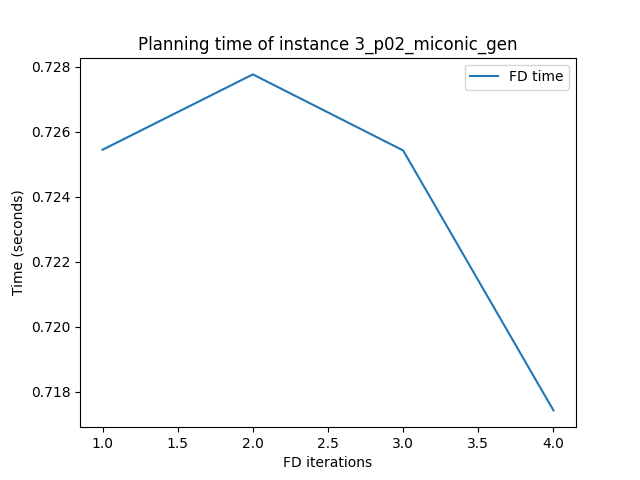 Planning time of instance 3_p02_miconic_gen
FD time
Time (seconds)
0.728
0.726
0.724
0.722
0.720
0.718
1.0 1.5 2.0 2.5 3.0 3.5 4.0
FD iterations